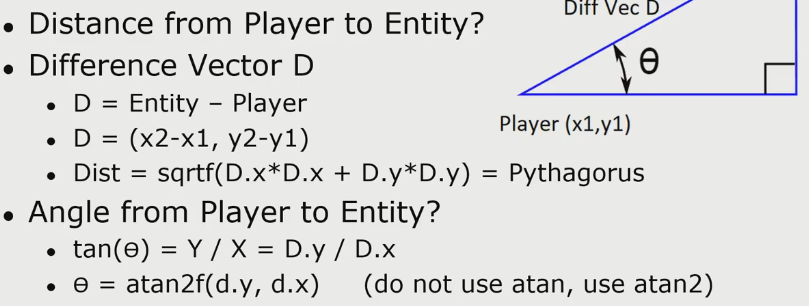 Diff Vec D
• Distance from Player to Entity?
θ
• Difference Vector D
• D = Entity – Player
Player (x1,y1)
• D = (x2-x1, y2-y1)
• Dist = sqrtf(D.x*D.x + D.y*D.y) = Pythagorus
• Angle from Player to Entity?
• tan(θ) = Y / X = D.y / D.x
• θ = atan2f(d.y, d.x) (do not use atan, use atan2)